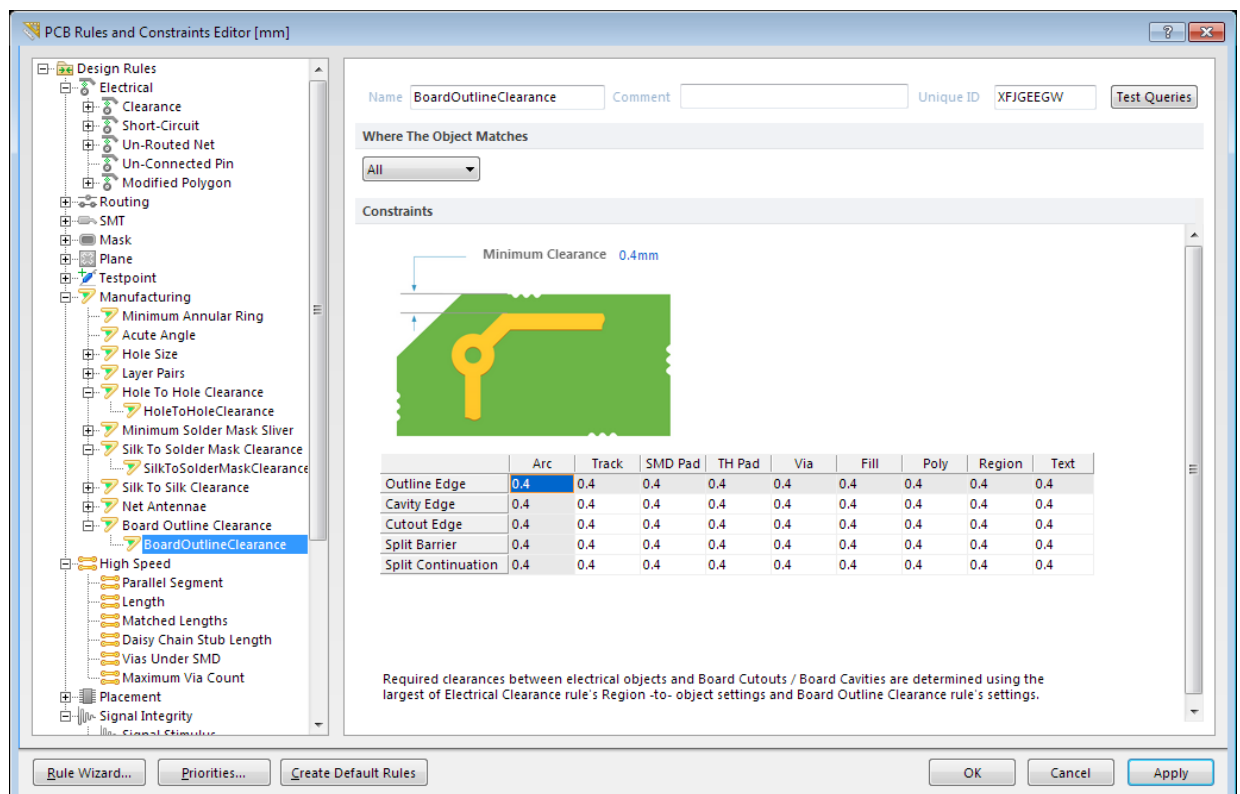 PCB Rules and Constraints Editor [mm]
?
Design Rules
Electrical
Clearance
Short-Circuit
Un-Routed Net
Un-Connected Pin
Modified Polygon
Routing
SMT
Mask
Plane
Testpoint
Manufacturing
Minimum Annular Ring
Acute Angle
Hole Size
Layer Pairs
Hole To Hole Clearance
HoleToHoleClearance
Minimum Solder Mask Sliver
Silk To Solder Mask Clearance
SilkToSolderMaskClearance
Silk To Silk Clearance
Net Antennae
Board Outline Clearance
BoardOutlineClearance
High Speed
Parallel Segment
Length
Matched Lengths
Daisy Chain Stub Length
Vias Under SMD
Maximum Via Count
Placement
Signal Integrity
Signal Stimulus
Name BoardOutlineClearance Comment Unique ID XFJGEEGW Test Queries
Where The Object Matches
All
Constraints
Minimum Clearance 0.4mm
Arc Track SMD Pad TH Pad Via Fill Poly Region Text
Outline Edge 0.4 0.4 0.4 0.4 0.4 0.4 0.4 0.4 0.4
Cavity Edge 0.4 0.4 0.4 0.4 0.4 0.4 0.4 0.4 0.4
Cutout Edge 0.4 0.4 0.4 0.4 0.4 0.4 0.4 0.4 0.4
Split Barrier 0.4 0.4 0.4 0.4 0.4 0.4 0.4 0.4 0.4
Split Continuation 0.4 0.4 0.4 0.4 0.4 0.4 0.4 0.4 0.4
Required clearances between electrical objects and Board Cutouts / Board Cavities are determined using the
largest of Electrical Clearance rule's Region -to- object settings and Board Outline Clearance rule's settings.
Rule Wizard... Priorities... Create Default Rules OK Cancel Apply